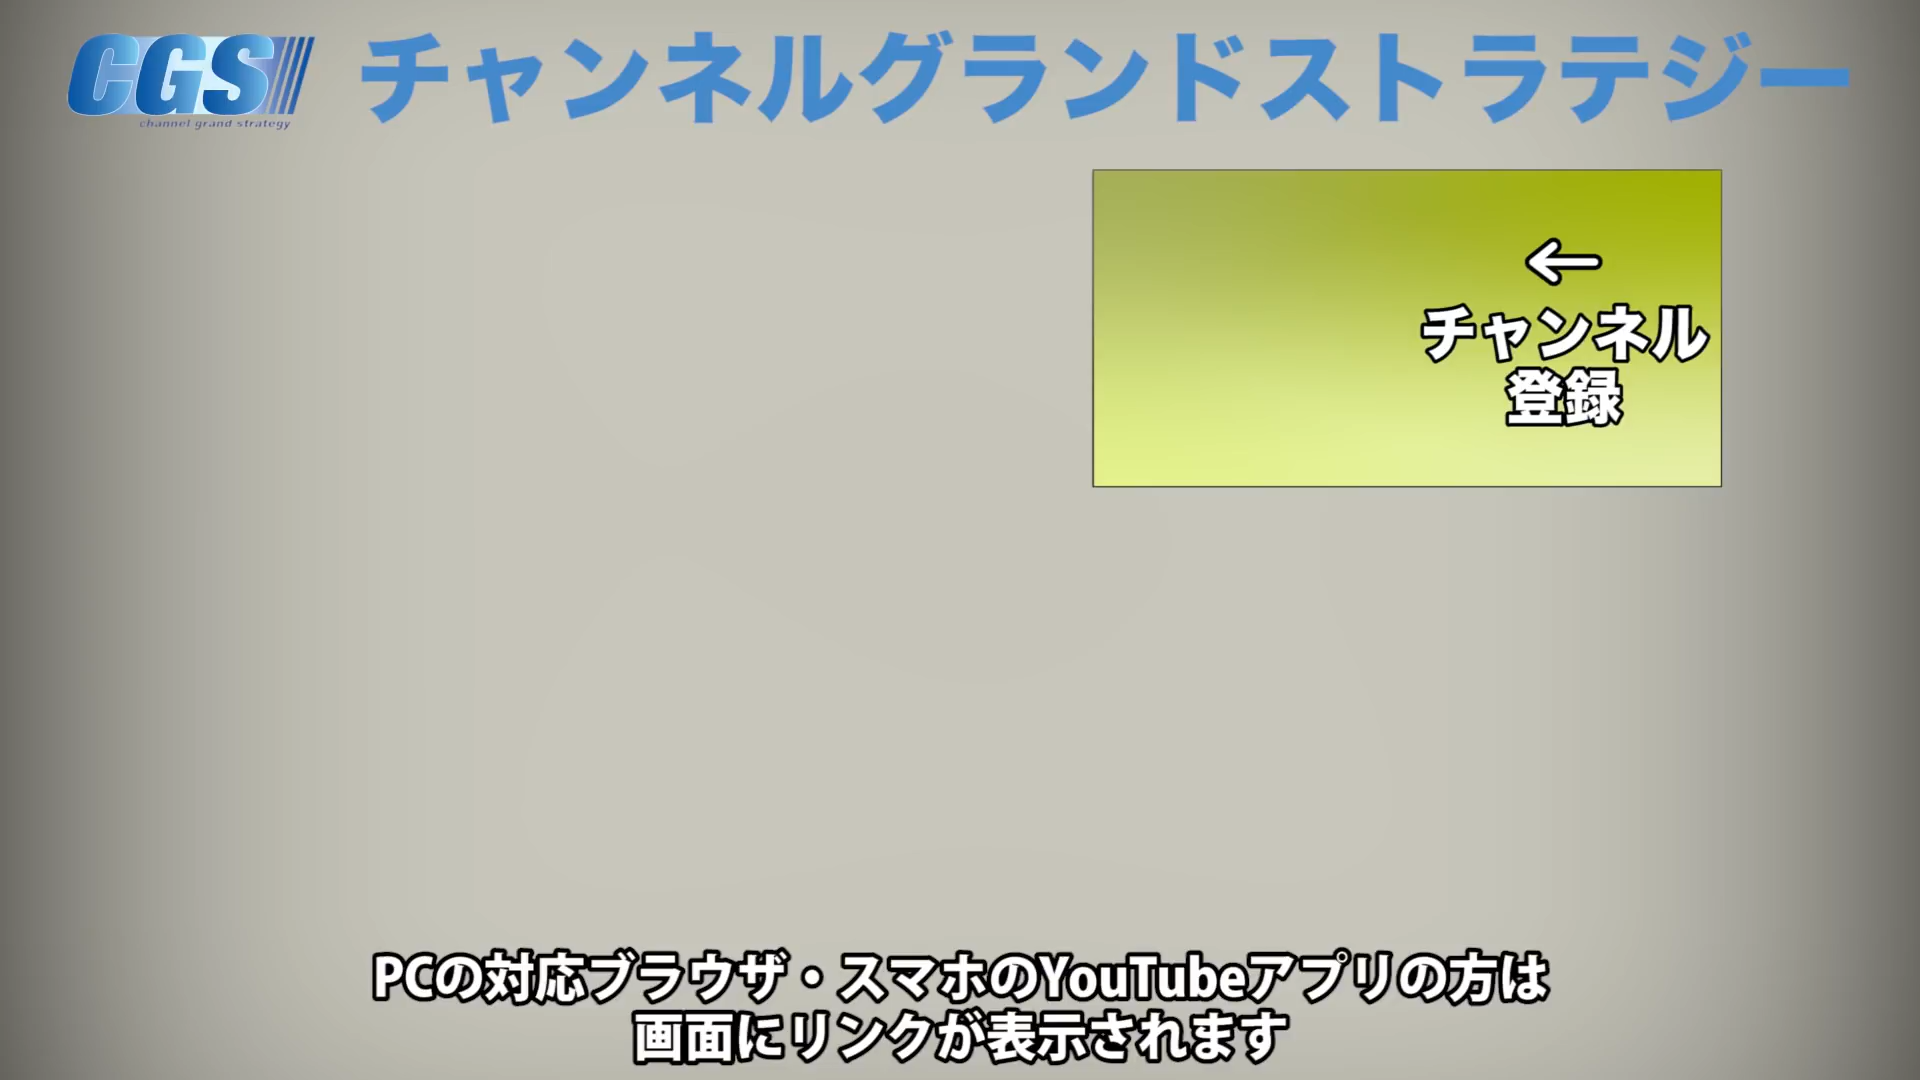 CGS
channel grand strategy
チャンネルグランドストラテジー
←
チャンネル
登録
PCの対応ブラウザ・スマホのYouTubeアプリの方は
画面にリンクが表示されます